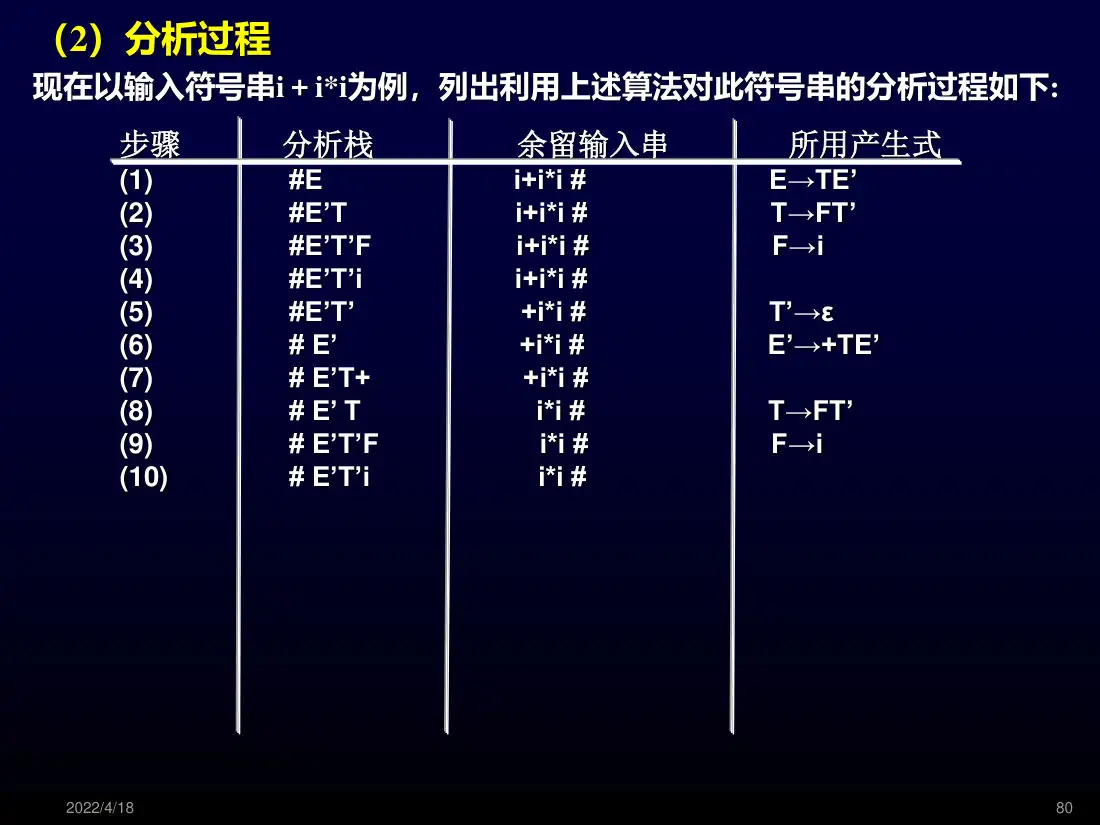 （2）分析过程
现在以输入符号串i＋i*i为例，列出利用上述算法对此符号串的分析过程如下:
步骤 分析栈 余留输入串 所用产生式
(1) #E i+i*i # E→TE’
(2) #E’T i+i*i # T→FT’
(3) #E’T’F i+i*i # F→i
(4) #E’T’i i+i*i #
(5) #E’T’ +i*i # T’→ε
(6) # E’ +i*i # E’→+TE’
(7) # E’T+ +i*i #
(8) # E’ T i*i # T→FT’
(9) # E’T’F i*i # F→i
(10) # E’T’i i*i #
2022/4/18 80